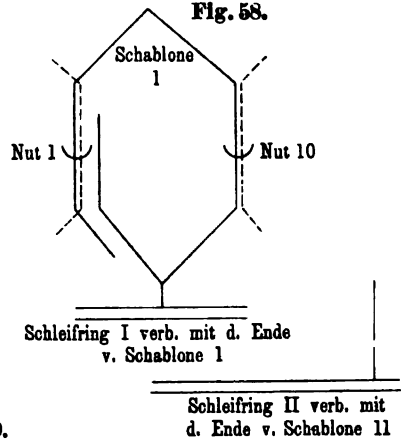 Fig. 58.
Schablone
1
Nut 1
Nut 10
Schleifring I verb. mit d. Ende
v. Schablone 1
Schleifring II verb. mit
d. Ende v. Schablone 11